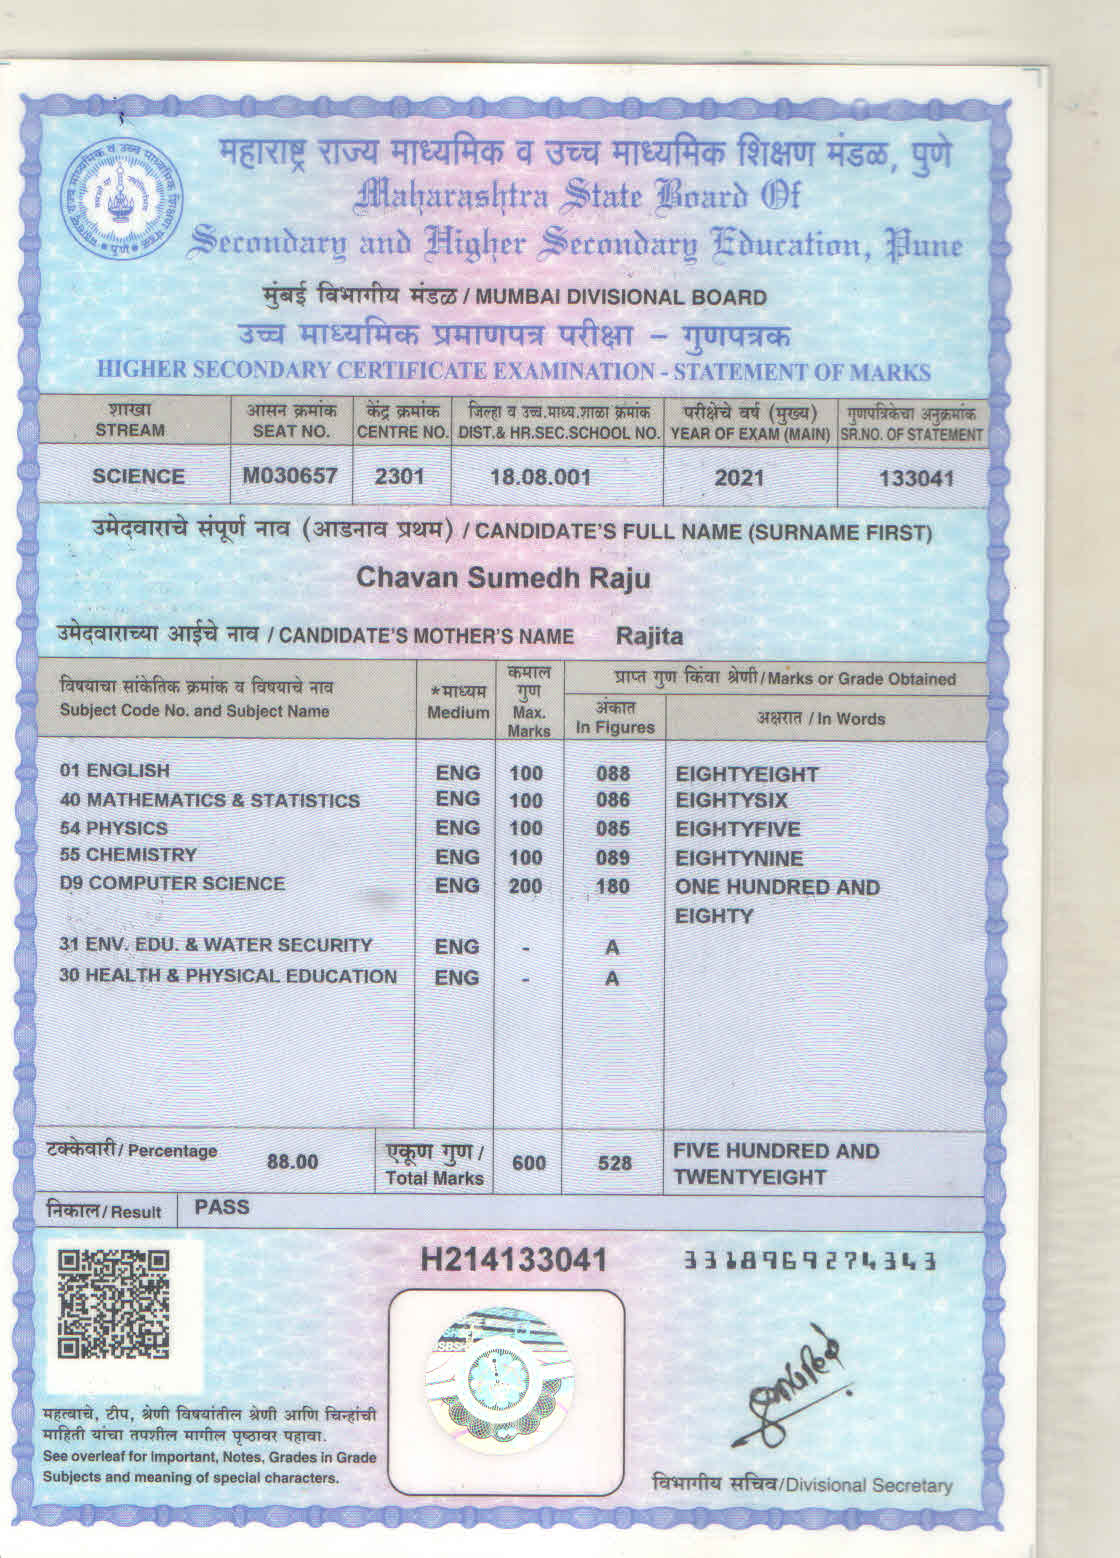 महाराष्ट्र राज्य माध्यमिक व उच्च माध्यमिक शिक्षण मंडळ, पुणे
Maharashtra State Board Of
Secondary and Higher Secondary Education, Pune
मुंबई विभागीय मंडळ / MUMBAI DIVISIONAL BOARD
उच्च माध्यमिक प्रमाणपत्र परीक्षा – गुणपत्रक
HIGHER SECONDARY CERTIFICATE EXAMINATION - STATEMENT OF MARKS
शाखा आसन क्रमांक केंद्र क्रमांक जिल्हा व उच्च.माध्य.शाळा क्रमांक परीक्षेचे वर्ष (मुख्य) गुणपत्रिकेचा अनुक्रमांक
STREAM SEAT NO. CENTRE NO. DIST.& HR.SEC.SCHOOL NO. YEAR OF EXAM (MAIN) SR.NO. OF STATEMENT
SCIENCE M030657 2301 18.08.001 2021 133041
उमेदवाराचे संपूर्ण नाव (आडनाव प्रथम) / CANDIDATE'S FULL NAME (SURNAME FIRST)
Chavan Sumedh Raju
उमेदवाराच्या आईचे नाव / CANDIDATE'S MOTHER'S NAME Rajita
विषयाचा सांकेतिक क्रमांक व विषयाचे नाव
Subject Code No. and Subject Name
*माध्यम
Medium
कमाल
गुण
Max.
Marks
प्राप्त गुण किंवा श्रेणी/Marks or Grade Obtained
अंकात
In Figures
अक्षरात / In Words
01 ENGLISH ENG 100 088 EIGHTYEIGHT
40 MATHEMATICS & STATISTICS ENG 100 086 EIGHTYSIX
54 PHYSICS ENG 100 085 EIGHTYFIVE
55 CHEMISTRY ENG 100 089 EIGHTYNINE
D9 COMPUTER SCIENCE ENG 200 180 ONE HUNDRED AND
EIGHTY
31 ENV. EDU. & WATER SECURITY ENG - A
30 HEALTH & PHYSICAL EDUCATION ENG - A
टक्केवारी/ Percentage 88.00
एकूण गुण /
Total Marks
600 528
FIVE HUNDRED AND
TWENTYEIGHT
निकाल/ Result PASS
H214133041 3318969274343
महत्वाचे, टीप, श्रेणी विषयांतील श्रेणी आणि चिन्हांची
माहिती यांचा तपशील मागील पृष्ठावर पहावा.
See overleaf for Important, Notes, Grades in Grade
Subjects and meaning of special characters.
विभागीय सचिव/Divisional Secretary